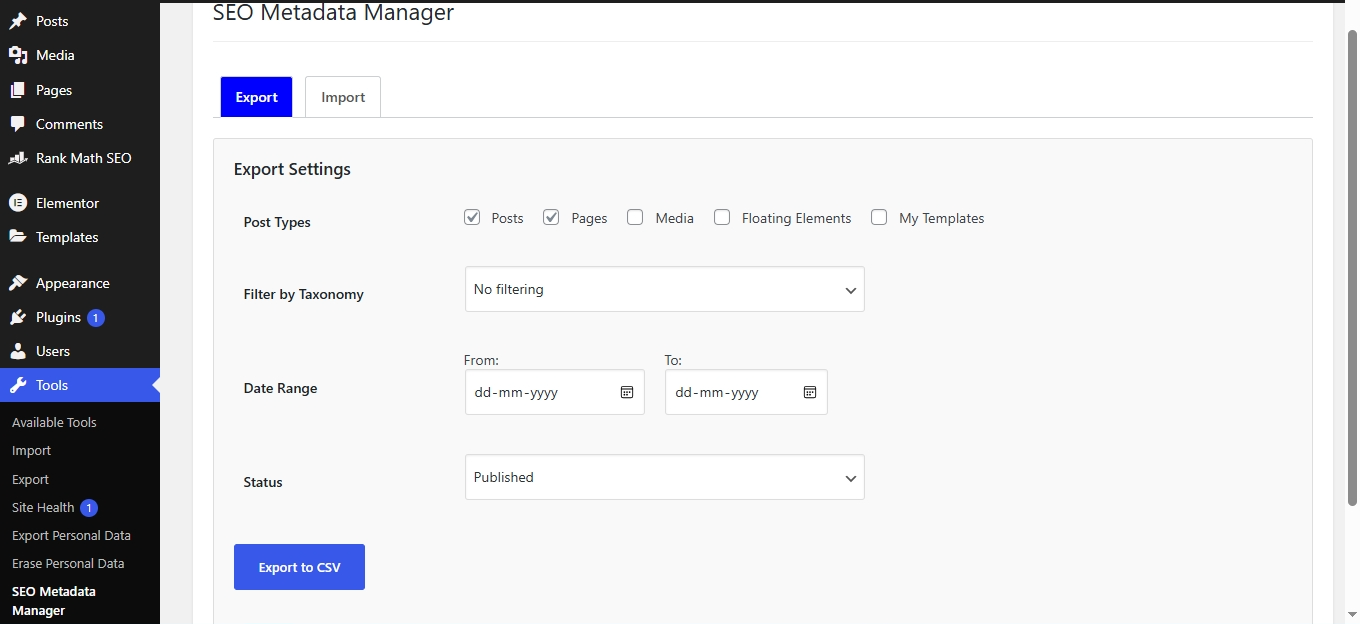 Posts
Media
Pages
Comments
Rank Math SEO
Elementor
Templates
Appearance
Plugins 1
Users
Tools
Available Tools
Import
Export
Site Health 1
Export Personal Data
Erase Personal Data
SEO Metadata
Manager
SEO Metadata Manager
Export Import
Export Settings
Post Types Posts Pages Media Floating Elements My Templates
Filter by Taxonomy No filtering
From: To:
Date Range dd-mm-yyyy dd-mm-yyyy
Status Published
Export to CSV